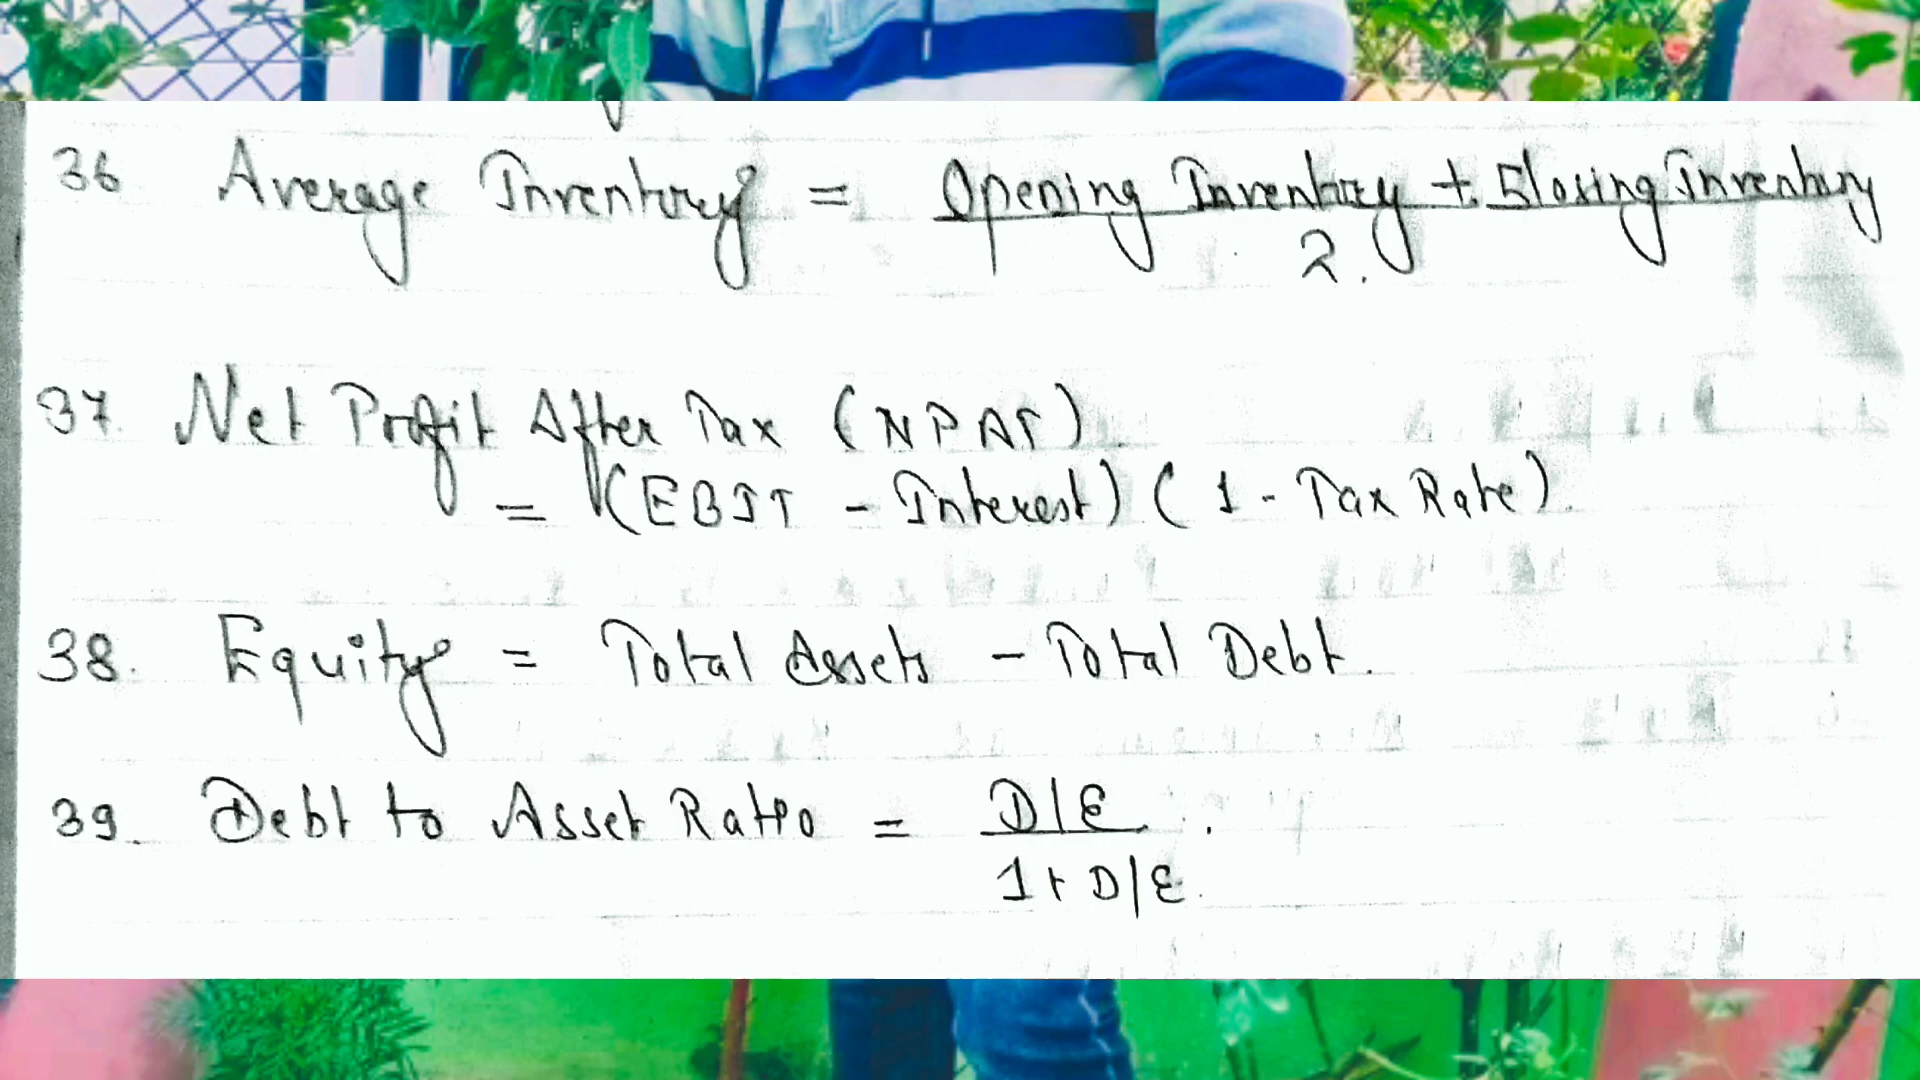 36 Average Inventory = Opening Inventory + Closing Inventory
2.
37. Net Profit After Tax (NPAT)
= (EBIT - Interest) (1 - Tax Rate).
38. Equity = Total Assets - Total Debt.
39. Debt to Asset Ratio = D/E.
1+D/E.